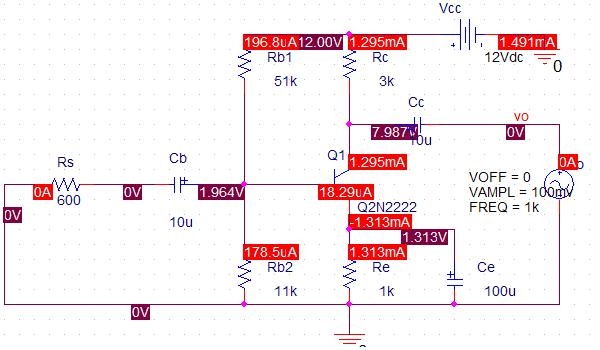 Vcc
196.8uA
12.00V
1.295mA
1.491mA
Rb1
Rc
12Vdc
0
51k
3k
Cc
vo
7.987V
10u
0V
Rs
Cb
Q1
1.295mA
0A
0A
600
0V
1.964V
18.29uA
VOFF = 0
VAMPL = 100mV
FREQ = 1k
0V
10u
Q2N2222
-1.313mA
1.313V
178.5uA
1.313mA
Rb2
Re
Ce
11k
1k
100u
0V